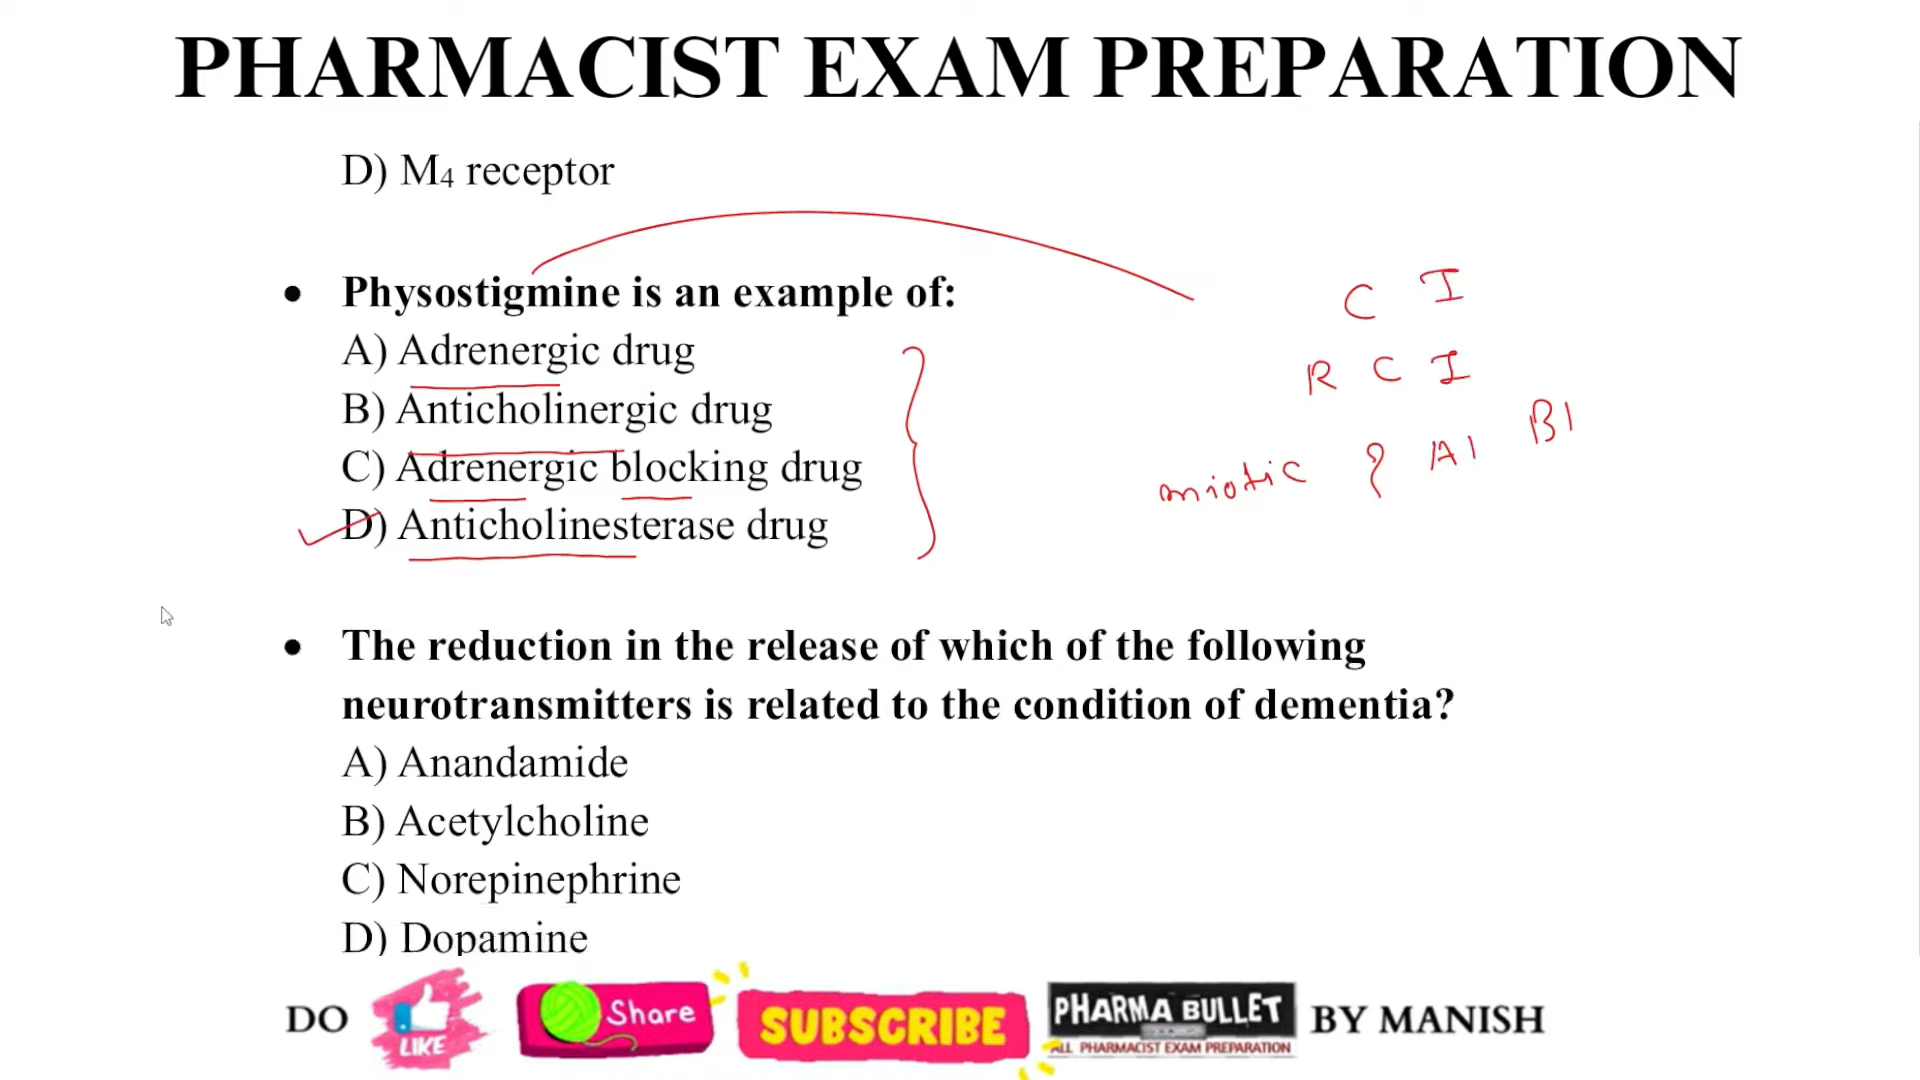 PHARMACIST EXAM PREPARATION
D) M₄ receptor
• Physostigmine is an example of:
A) Adrenergic drug
B) Anticholinergic drug
C) Adrenergic blocking drug
D) Anticholinesterase drug
C I
R C I
miotic { A1 B1
• The reduction in the release of which of the following
neurotransmitters is related to the condition of dementia?
A) Anandamide
B) Acetylcholine
C) Norepinephrine
D) Dopamine
DO LIKE Share SUBSCRIBE PHARMA BULLET BY MANISH
ALL PHARMACIST EXAM PREPARATION